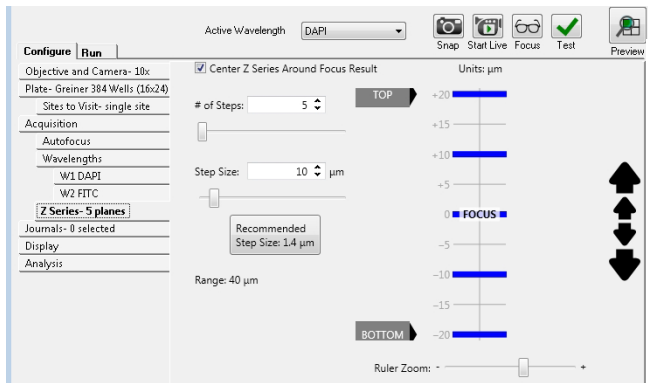 Active Wavelength DAPI
Snap Start Live Focus Test Preview
Configure Run
Objective and Camera- 10x
Plate- Greiner 384 Wells (16x24)
Sites to Visit- single site
Acquisition
Autofocus
Wavelengths
W1 DAPI
W2 FITC
Z Series- 5 planes
Journals- 0 selected
Display
Analysis
Center Z Series Around Focus Result
# of Steps: 5
Step Size: 10 µm
Recommended
Step Size: 1.4 µm
Range: 40 µm
Units: µm
TOP +20
+15
+10
+5
0 FOCUS
−5
−10
−15
BOTTOM −20
Ruler Zoom: - +